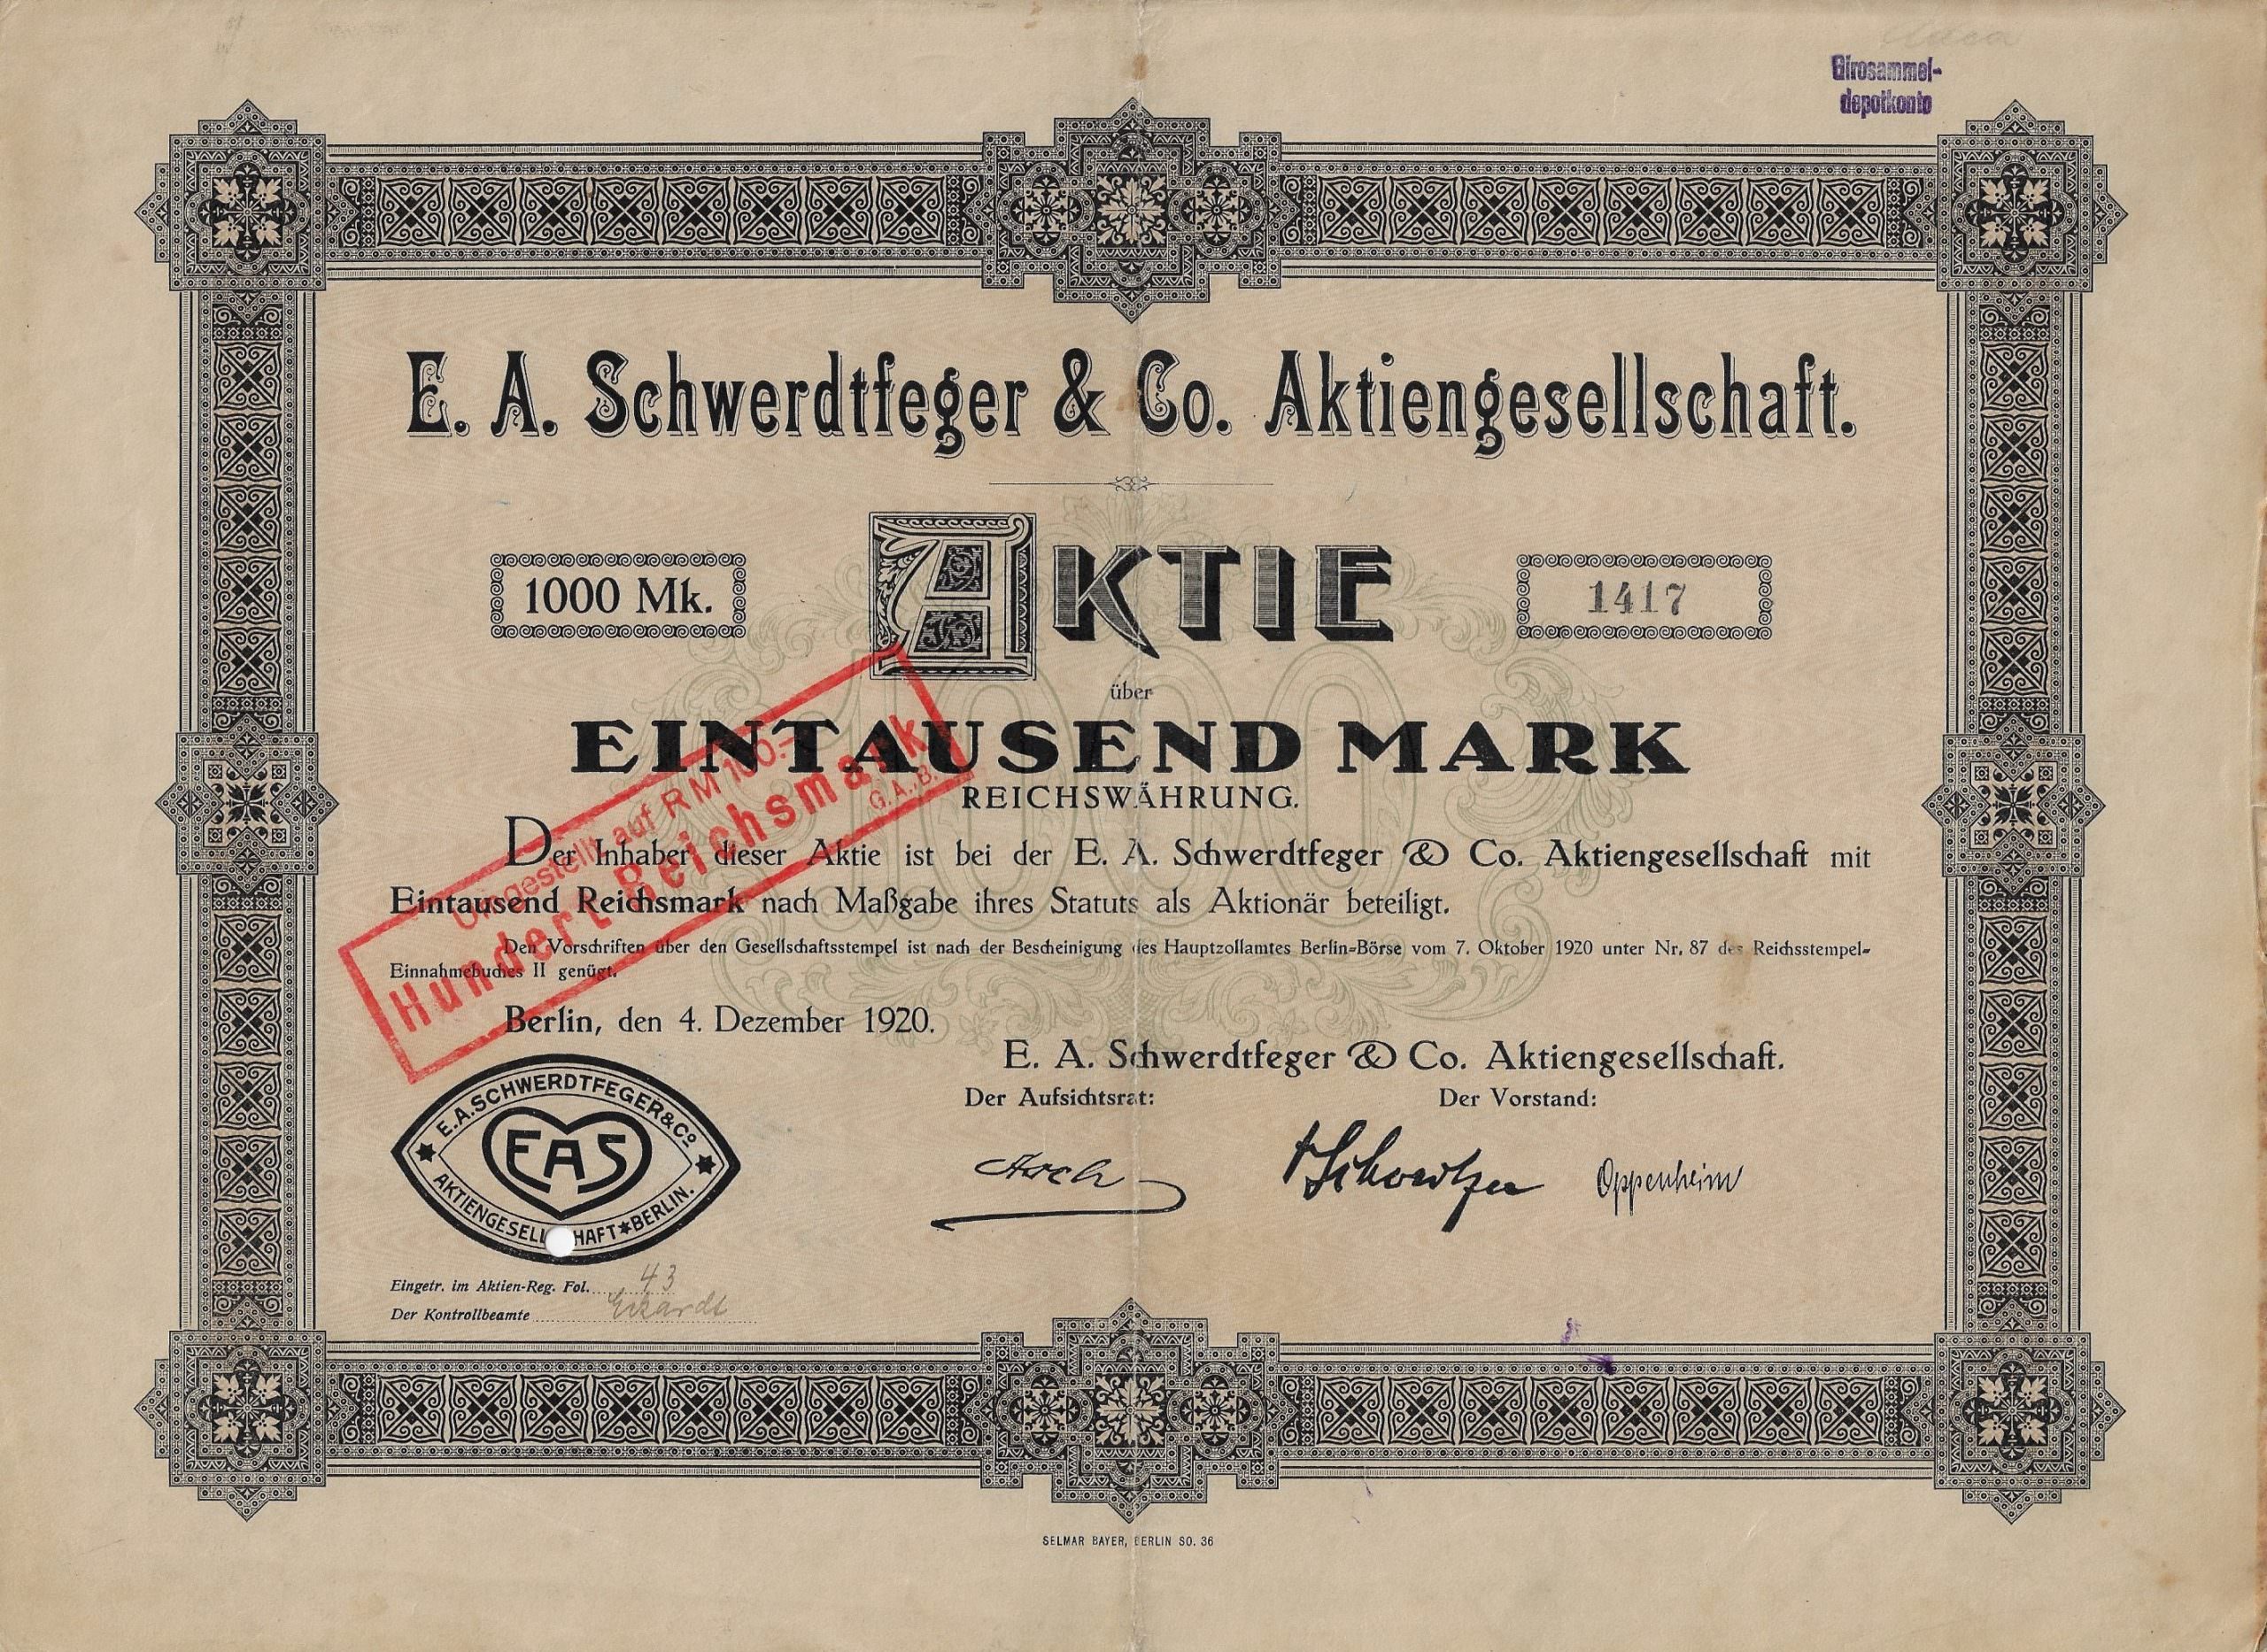 Girosammel-
depotkonto
E. A. Schwerdtfeger & Co. Aktiengesellschaft.
1000 Mk.
AKTIE
1417
über
1000
EINTAUSEND MARK
REICHSWÄHRUNG.
Umgestellt auf RM 100.-
Hundert Reichsmark
G.A.B.
Der Inhaber dieser Aktie ist bei der E. A. Schwerdtfeger & Co. Aktiengesellschaft mit
Eintausend Reichsmark nach Maßgabe ihres Statuts als Aktionär beteiligt.
Den Vorschriften über den Gesellschaftsstempel ist nach der Bescheinigung des Hauptzollamtes Berlin-Börse vom 7. Oktober 1920 unter Nr. 87 des Reichsstempel-
Einnahmebuches II genügt.
Berlin, den 4. Dezember 1920.
E. A. Schwerdtfeger & Co. Aktiengesellschaft.
Der Aufsichtsrat:
Der Vorstand:
Oppenheim
E.A. SCHWERDTFEGER & Co
EAS
AKTIENGESELLSCHAFT * BERLIN.
Eingetr. im Aktien-Reg. Fol. 43
Der Kontrollbeamte Eckardt
SELMAR BAYER, BERLIN SO. 36